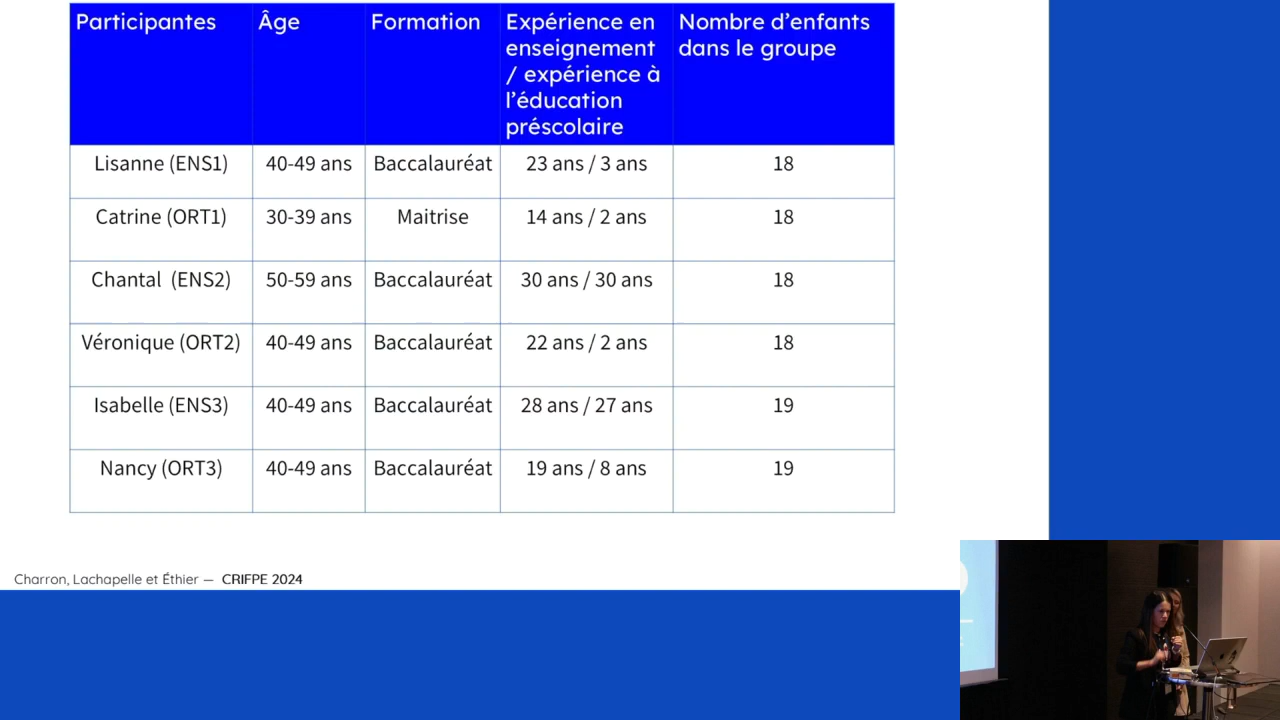 Participantes
Âge
Formation
Expérience en
enseignement
/ expérience à
l'éducation
préscolaire
Nombre d'enfants
dans le groupe
Lisanne (ENS1) 40-49 ans Baccalauréat 23 ans / 3 ans 18
Catrine (ORT1) 30-39 ans Maitrise 14 ans / 2 ans 18
Chantal (ENS2) 50-59 ans Baccalauréat 30 ans / 30 ans 18
Véronique (ORT2) 40-49 ans Baccalauréat 22 ans / 2 ans 18
Isabelle (ENS3) 40-49 ans Baccalauréat 28 ans / 27 ans 19
Nancy (ORT3) 40-49 ans Baccalauréat 19 ans / 8 ans 19
Charron, Lachapelle et Éthier — CRIFPE 2024